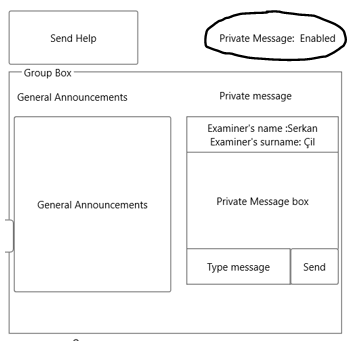 Send Help
Private Message: Enabled
Group Box
General Announcements
Private message
Examiner's name :Serkan
Examiner's surname: Çil
General Announcements
Private Message box
Type message
Send